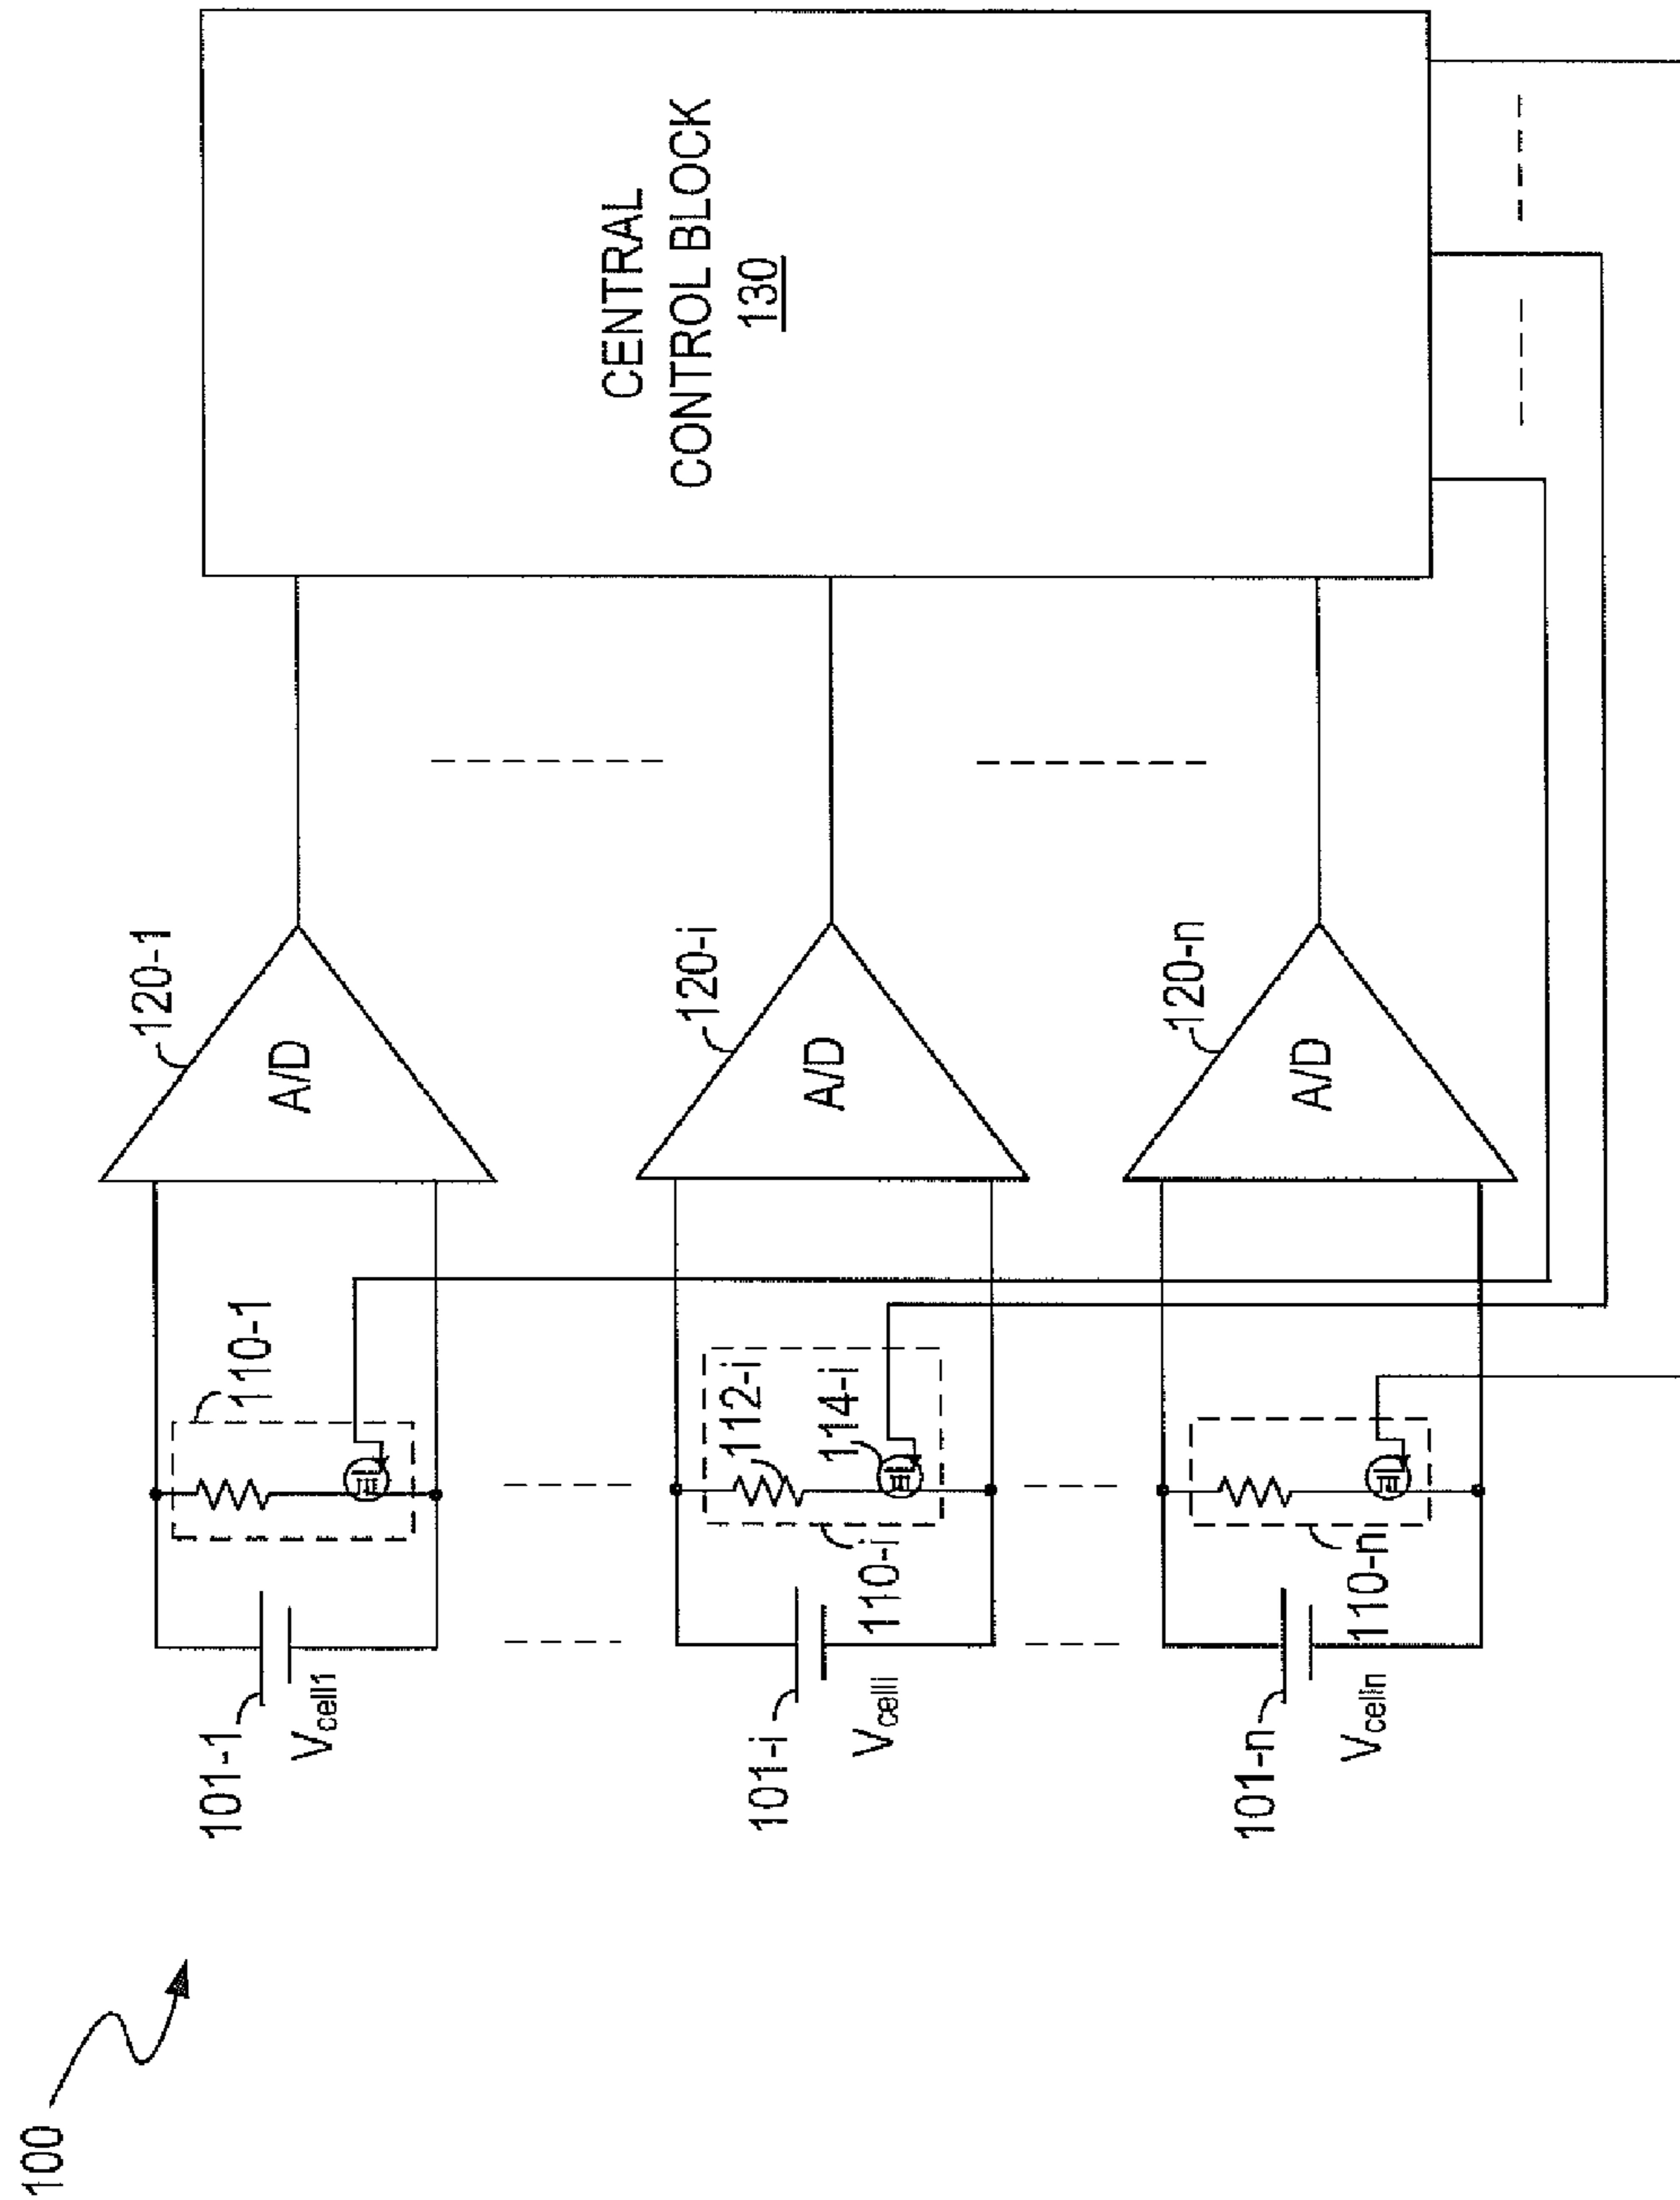 100
101-1
Vcell1
110-1
120-1
A/D
101-i
Vcelli
110-i
112-i
114-i
120-i
A/D
101-n
Vcelln
110-n
120-n
A/D
CENTRAL
CONTROL BLOCK
130